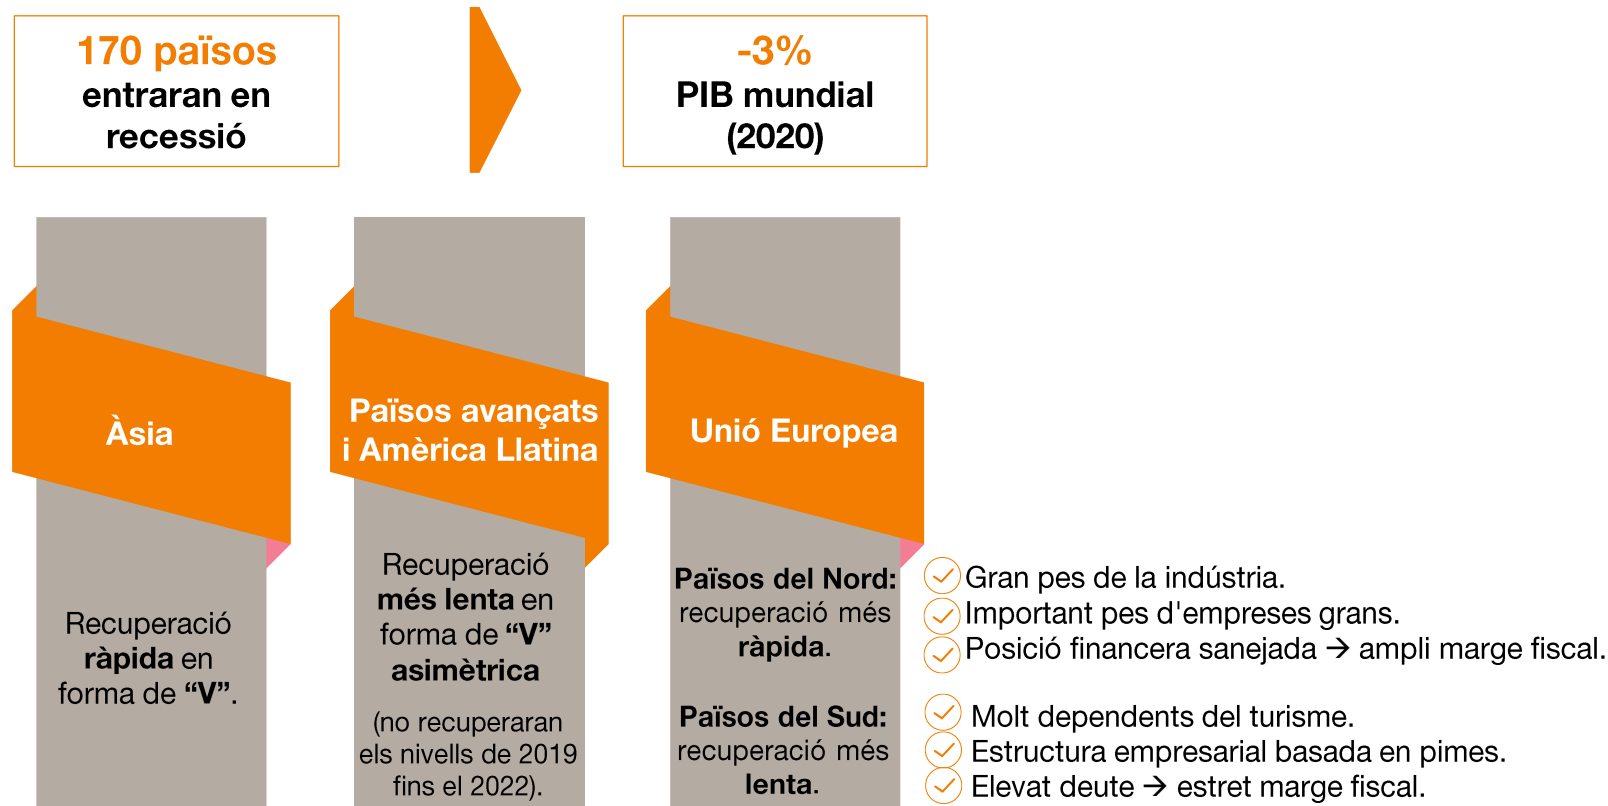 170 països
entraran en
recessió
-3%
PIB mundial
(2020)
Àsia
Recuperació
ràpida en
forma de “V”.
Països avançats
i Amèrica Llatina
Recuperació
més lenta en
forma de “V”
asimètrica
(no recuperaran
els nivells de 2019
fins el 2022).
Unió Europea
Països del Nord:
recuperació més
ràpida.
Gran pes de la indústria.
Important pes d'empreses grans.
Posició financera sanejada → ampli marge fiscal.
Països del Sud:
recuperació més
lenta.
Molt dependents del turisme.
Estructura empresarial basada en pimes.
Elevat deute → estret marge fiscal.